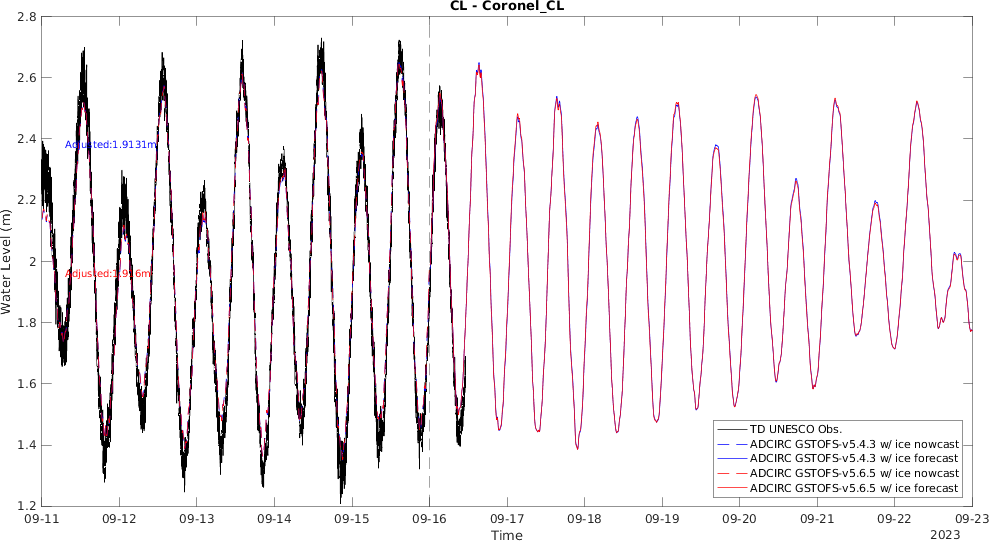 CL - Coronel_CL
2.8
2.6
2.4
2.2
2
1.8
1.6
1.4
1.2
Water Level (m)
Adjusted:1.9131m
Adjusted:1.916m
TD UNESCO Obs.
ADCIRC GSTOFS-v5.4.3 w/ ice nowcast
ADCIRC GSTOFS-v5.4.3 w/ ice forecast
ADCIRC GSTOFS-v5.6.5 w/ ice nowcast
ADCIRC GSTOFS-v5.6.5 w/ ice forecast
09-11 09-12 09-13 09-14 09-15 09-16 09-17 09-18 09-19 09-20 09-21 09-22 09-23
Time
2023